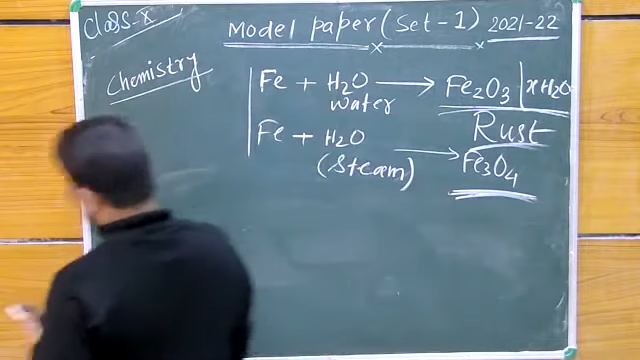 Class-X
Model paper (Set-1) 2021-22
Chemistry
Fe + H₂O ⟶ Fe₂O₃ | xH₂O
Water
Rust
Fe + H₂O ⟶ Fe₃O₄
(Steam)